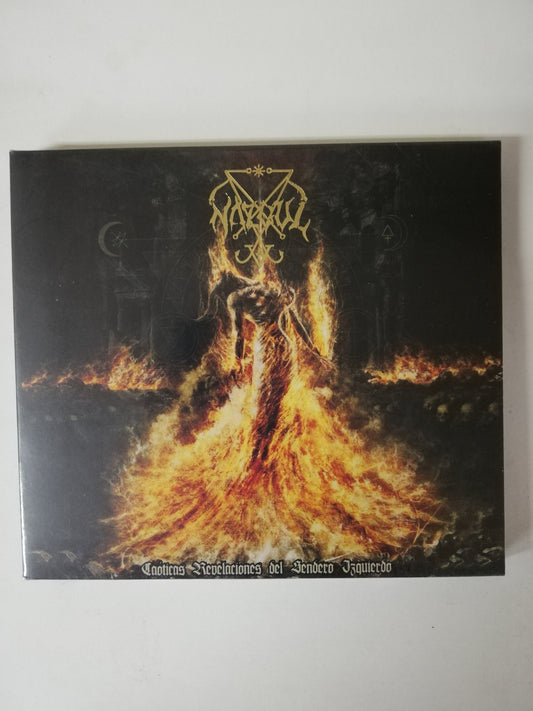 NAZGUL
Caoticas Revelaciones del Sendero Izquierdo